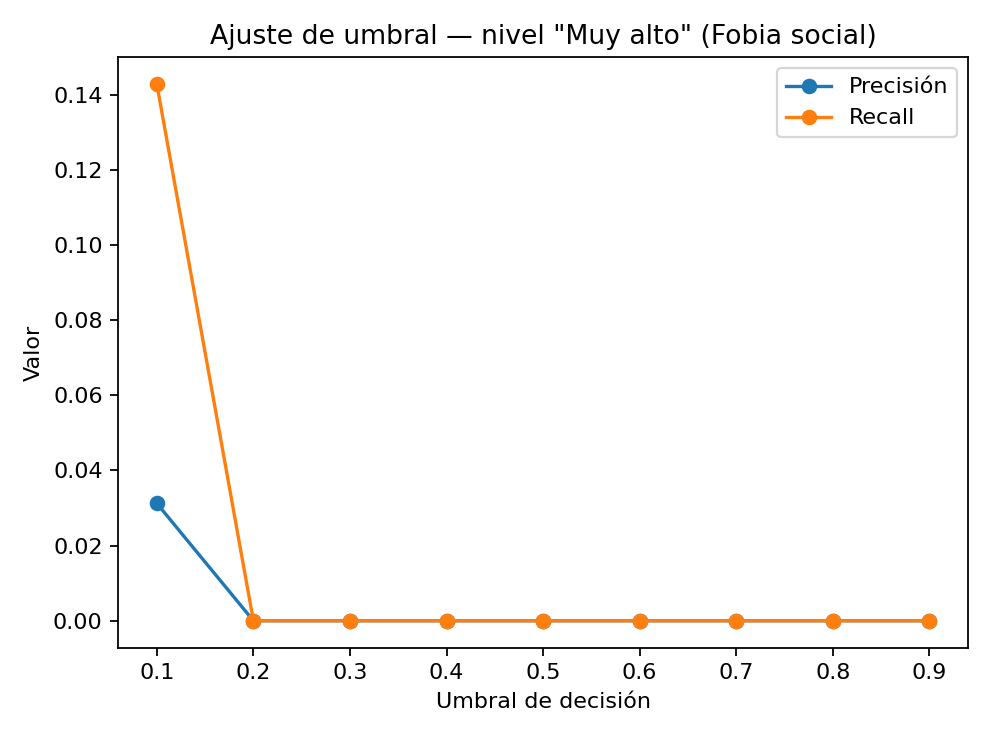 Ajuste de umbral — nivel "Muy alto" (Fobia social)
Precisión
Recall
Valor
0.14
0.12
0.10
0.08
0.06
0.04
0.02
0.00
0.1 0.2 0.3 0.4 0.5 0.6 0.7 0.8 0.9
Umbral de decisión